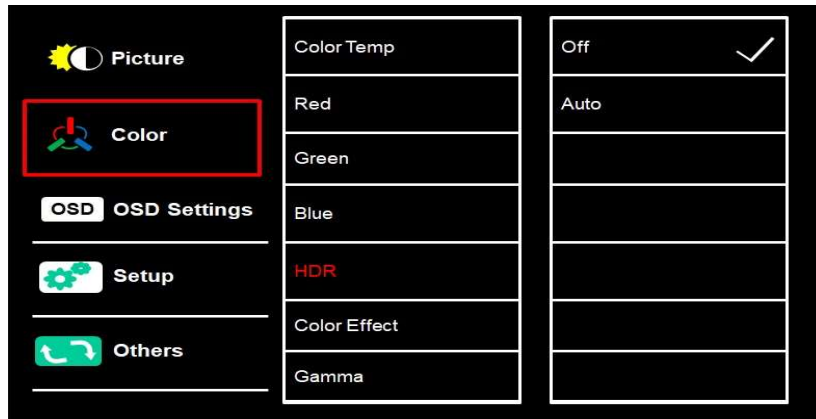 Picture
Color
OSD OSD Settings
Setup
Others
Color Temp
Red
Green
Blue
HDR
Color Effect
Gamma
Off
Auto